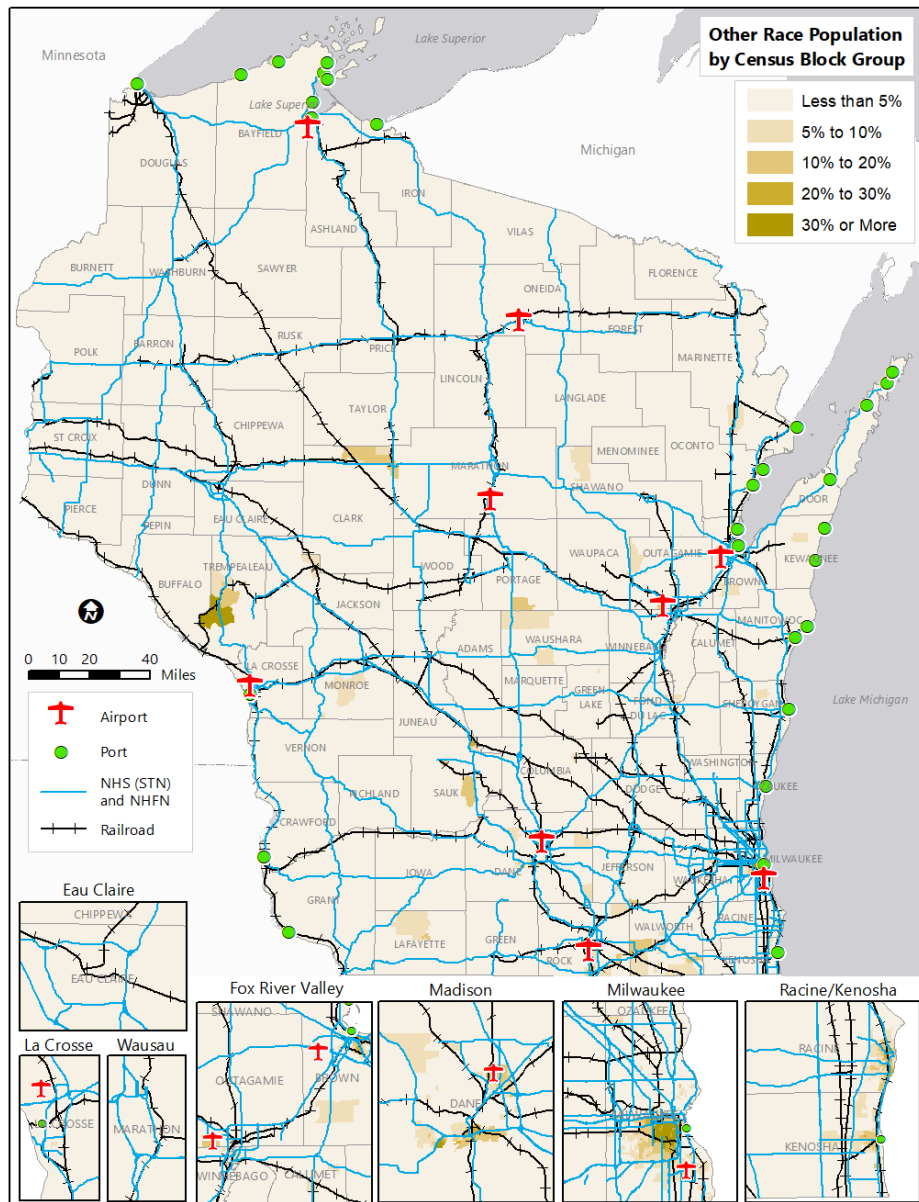 Minnesota
Lake Superior
Other Race Population
by Census Block Group
Less than 5%
5% to 10%
10% to 20%
20% to 30%
30% or More
Michigan
BAYFIELD
DOUGLAS
IRON
ASHLAND
VILAS
BURNETT
WASHBURN
SAWYER
FLORENCE
ONEIDA
FOREST
POLK
BARRON
RUSK
PRICE
MARINETTE
LINCOLN
LANGLADE
TAYLOR
CHIPPEWA
ST CROIX
MENOMINEE
OCONTO
MARATHON
DUNN
SHAWANO
DOOR
PIERCE
PEPIN
EAU CLAIRE
CLARK
WAUPACA
OUTAGAMIE
KEWAUNEE
BUFFALO
TREMPEALEAU
WOOD
PORTAGE
BROWN
JACKSON
ADAMS
WAUSHARA
WINNEBAGO
CALUMET
MANITOWOC
N
0 10 20 40
Miles
LA CROSSE
MONROE
MARQUETTE
GREEN
LAKE
FOND
DU LAC
SHEBOYGAN
Lake Michigan
JUNEAU
VERNON
Airport
Port
NHS (STN)
and NHFN
Railroad
COLUMBIA
WASHINGTON
RICHLAND
SAUK
DODGE
CRAWFORD
MILWAUKEE
IOWA
DANE
JEFFERSON
WAUKESHA
GRANT
RACINE
LAFAYETTE
GREEN
ROCK
WALWORTH
Eau Claire
CHIPPEWA
EAU CLAIRE
La Crosse
Wausau
MARATHON
Fox River Valley
SHAWANO
OUTAGAMIE
BROWN
WINNEBAGO
CALUMET
Madison
DANE
Milwaukee
OZAUKEE
Racine/Kenosha
RACINE
KENOSHA